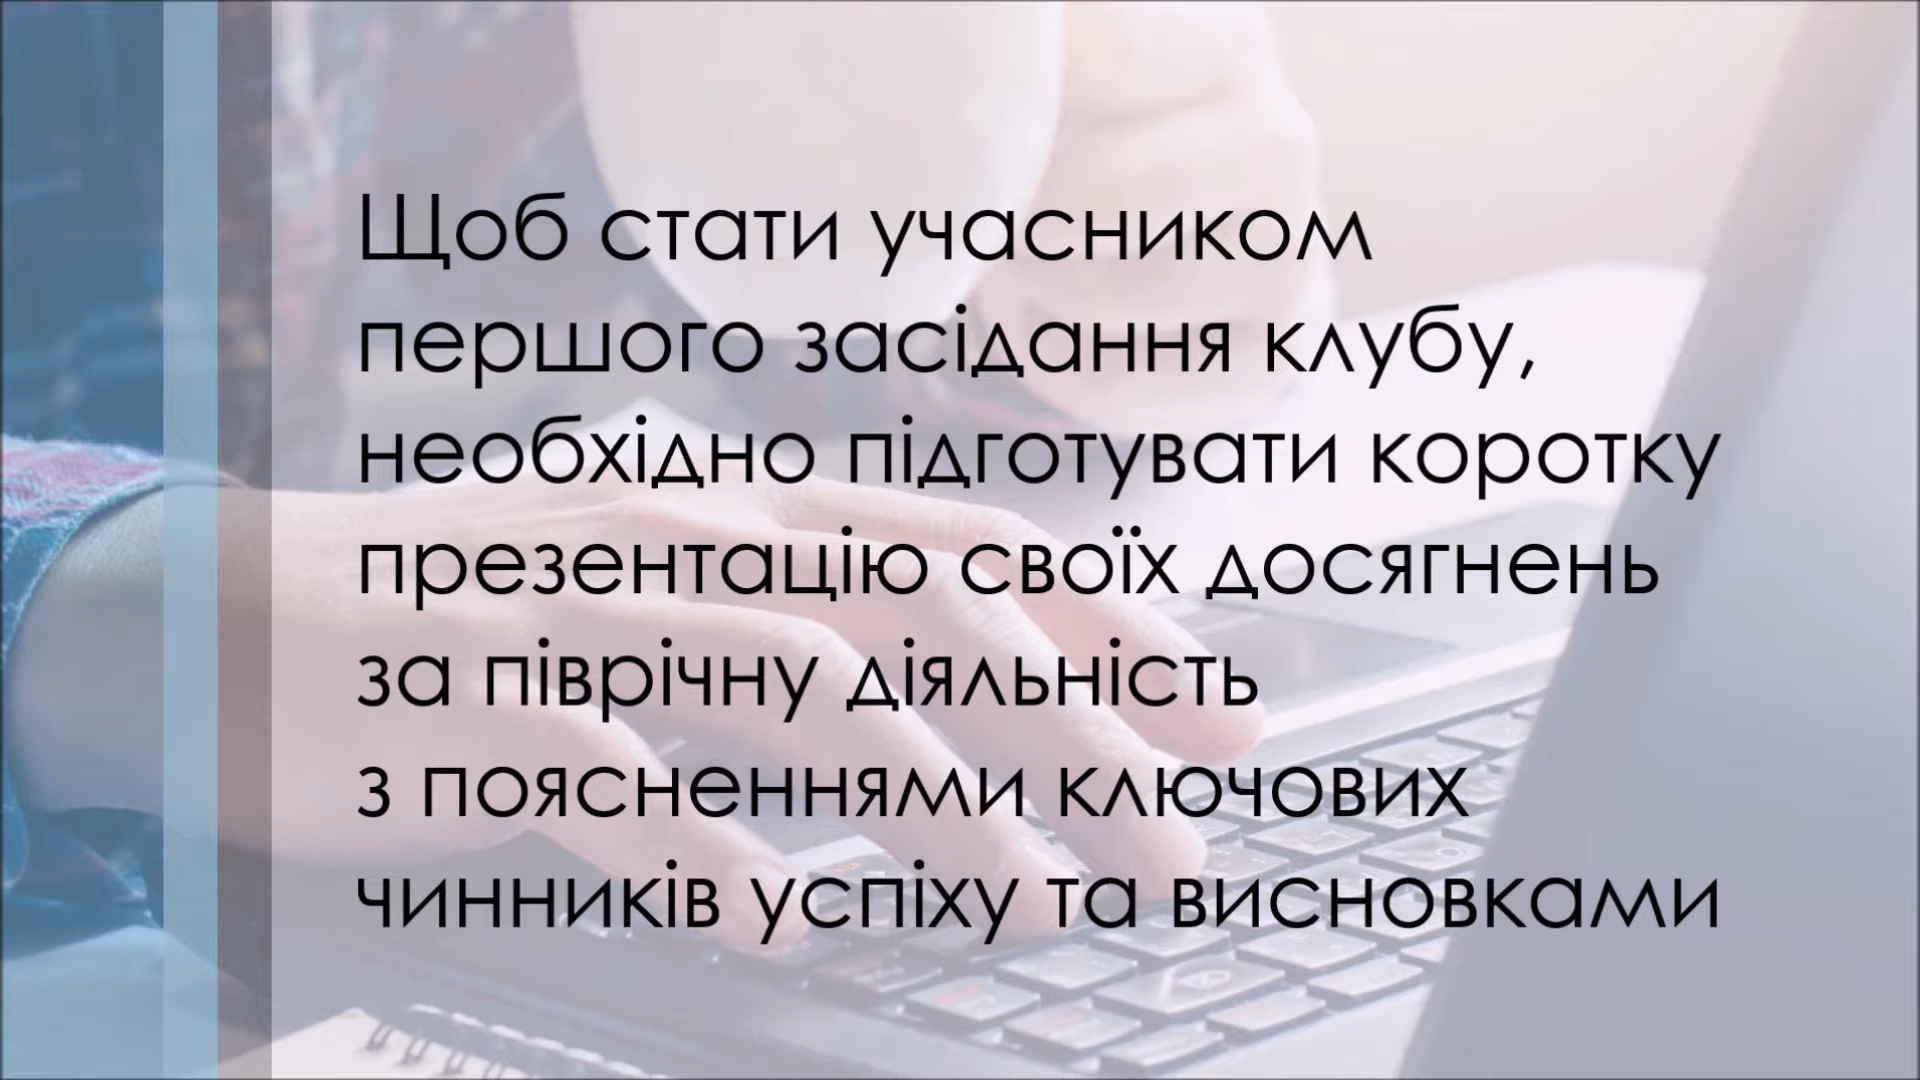 Щоб стати учасником
першого засідання клубу,
необхідно підготувати коротку
презентацію своїх досягнень
за піврічну діяльність
з поясненнями ключових
чинників успіху та висновками